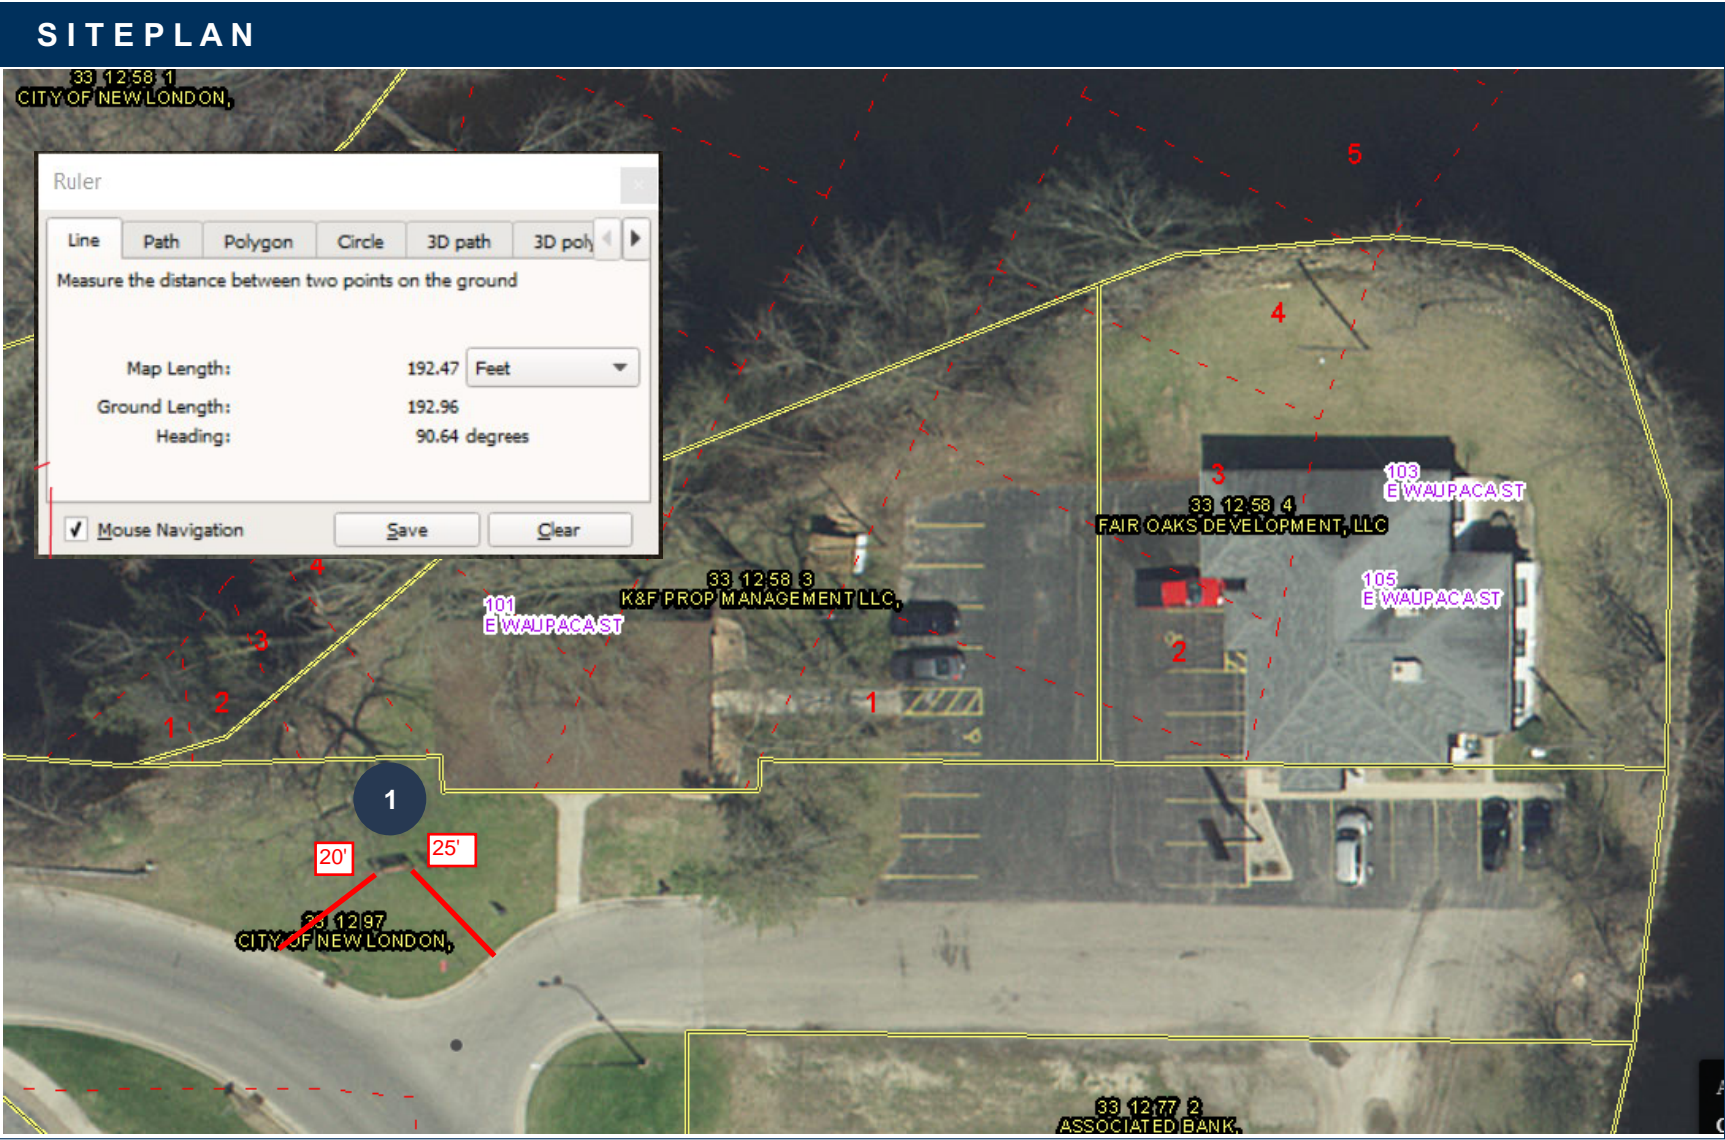 SITEPLAN
33 12 58 1
CITY OF NEW LONDON,
Ruler
Line Path Polygon Circle 3D path 3D poly
Measure the distance between two points on the ground
Map Length: 192.47 Feet
Ground Length: 192.96
Heading: 90.64 degrees
Mouse Navigation Save Clear
5
4
3
103
E WAUPACA ST
33 12 58 4
FAIR OAKS DEVELOPMENT, LLC
4
33 12 58 3
K&F PROP MANAGEMENT LLC,
105
E WAUPACA ST
101
E WAUPACA ST
3
2
2
1
1
1
20'
25'
33 12 97
CITY OF NEW LONDON,
33 12 77 2
ASSOCIATED BANK,